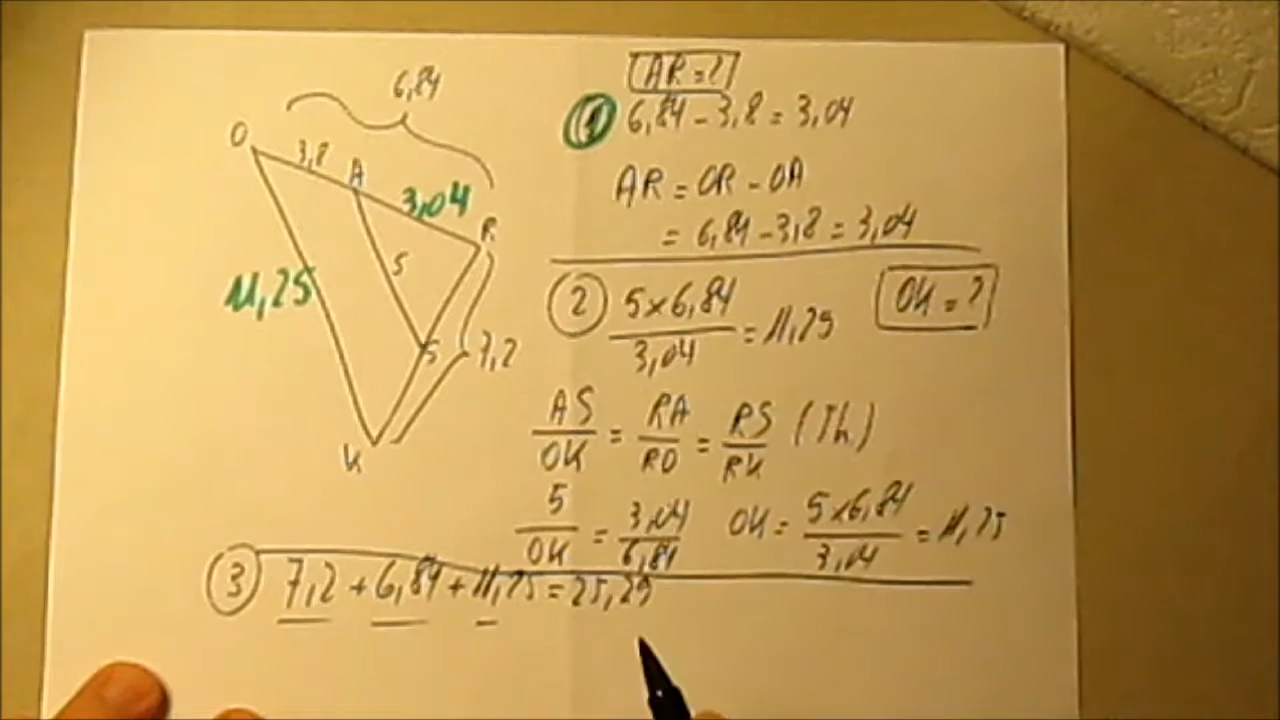 6,84
O
3,8
A
3,04
R
5
11,25
S
7,2
K
AR = ?
1 6,84 - 3,8 = 3,04
AR = OR - OA
= 6,84 - 3,8 = 3,04
2 5 x 6,84 / 3,04 = 11,25
OK = ?
AS / OK = RA / RO = RS / RK (Th)
5 / OK = 3,04 / 6,84 OK = 5 x 6,84 / 3,04 = 11,25
3 7,2 + 6,84 + 11,25 = 25,29